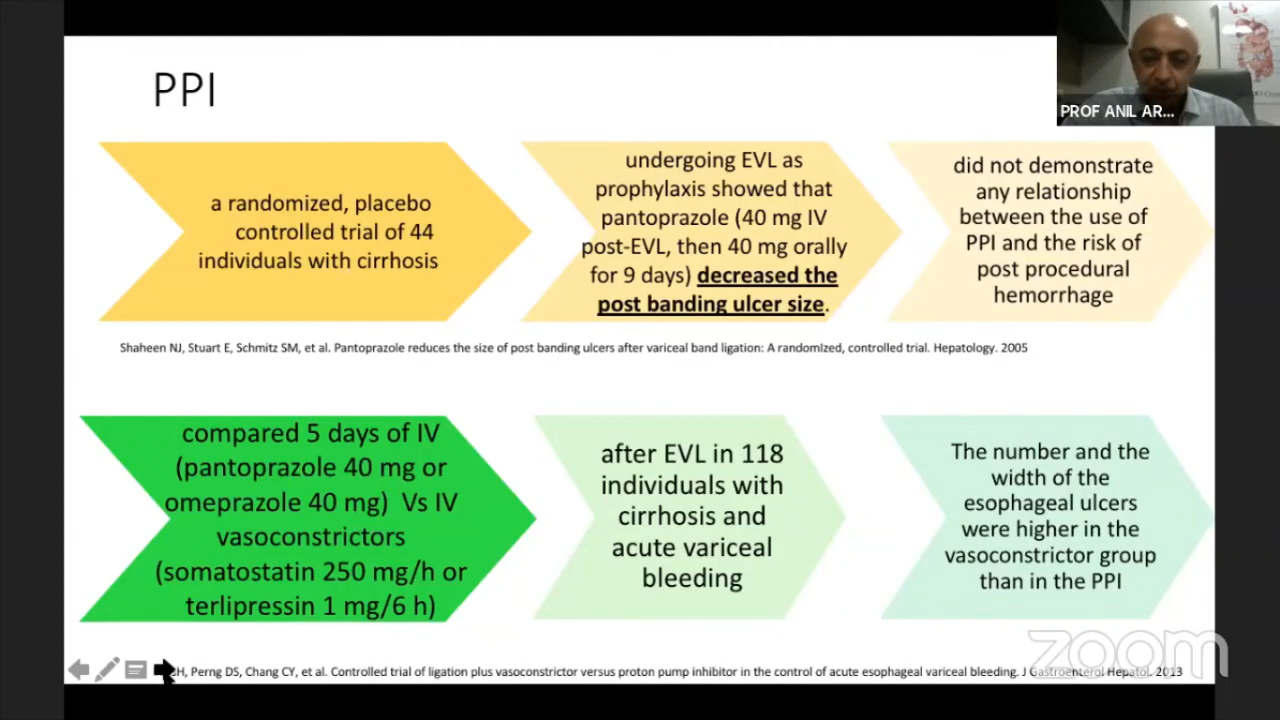 PPI
PROF ANIL AR...
a randomized, placebo
controlled trial of 44
individuals with cirrhosis
undergoing EVL as
prophylaxis showed that
pantoprazole (40 mg IV
post-EVL, then 40 mg orally
for 9 days) decreased the
post banding ulcer size.
did not demonstrate
any relationship
between the use of
PPI and the risk of
post procedural
hemorrhage
Shaheen NJ, Stuart E, Schmitz SM, et al. Pantoprazole reduces the size of post banding ulcers after variceal band ligation: A randomized, controlled trial. Hepatology. 2005
compared 5 days of IV
(pantoprazole 40 mg or
omeprazole 40 mg) Vs IV
vasoconstrictors
(somatostatin 250 mg/h or
terlipressin 1 mg/6 h)
after EVL in 118
individuals with
cirrhosis and
acute variceal
bleeding
The number and the
width of the
esophageal ulcers
were higher in the
vasoconstrictor group
than in the PPI
H, Perng DS, Chang CY, et al. Controlled trial of ligation plus vasoconstrictor versus proton pump inhibitor in the control of acute esophageal variceal bleeding. J Gastroenterol Hepatol. 2013
zoom